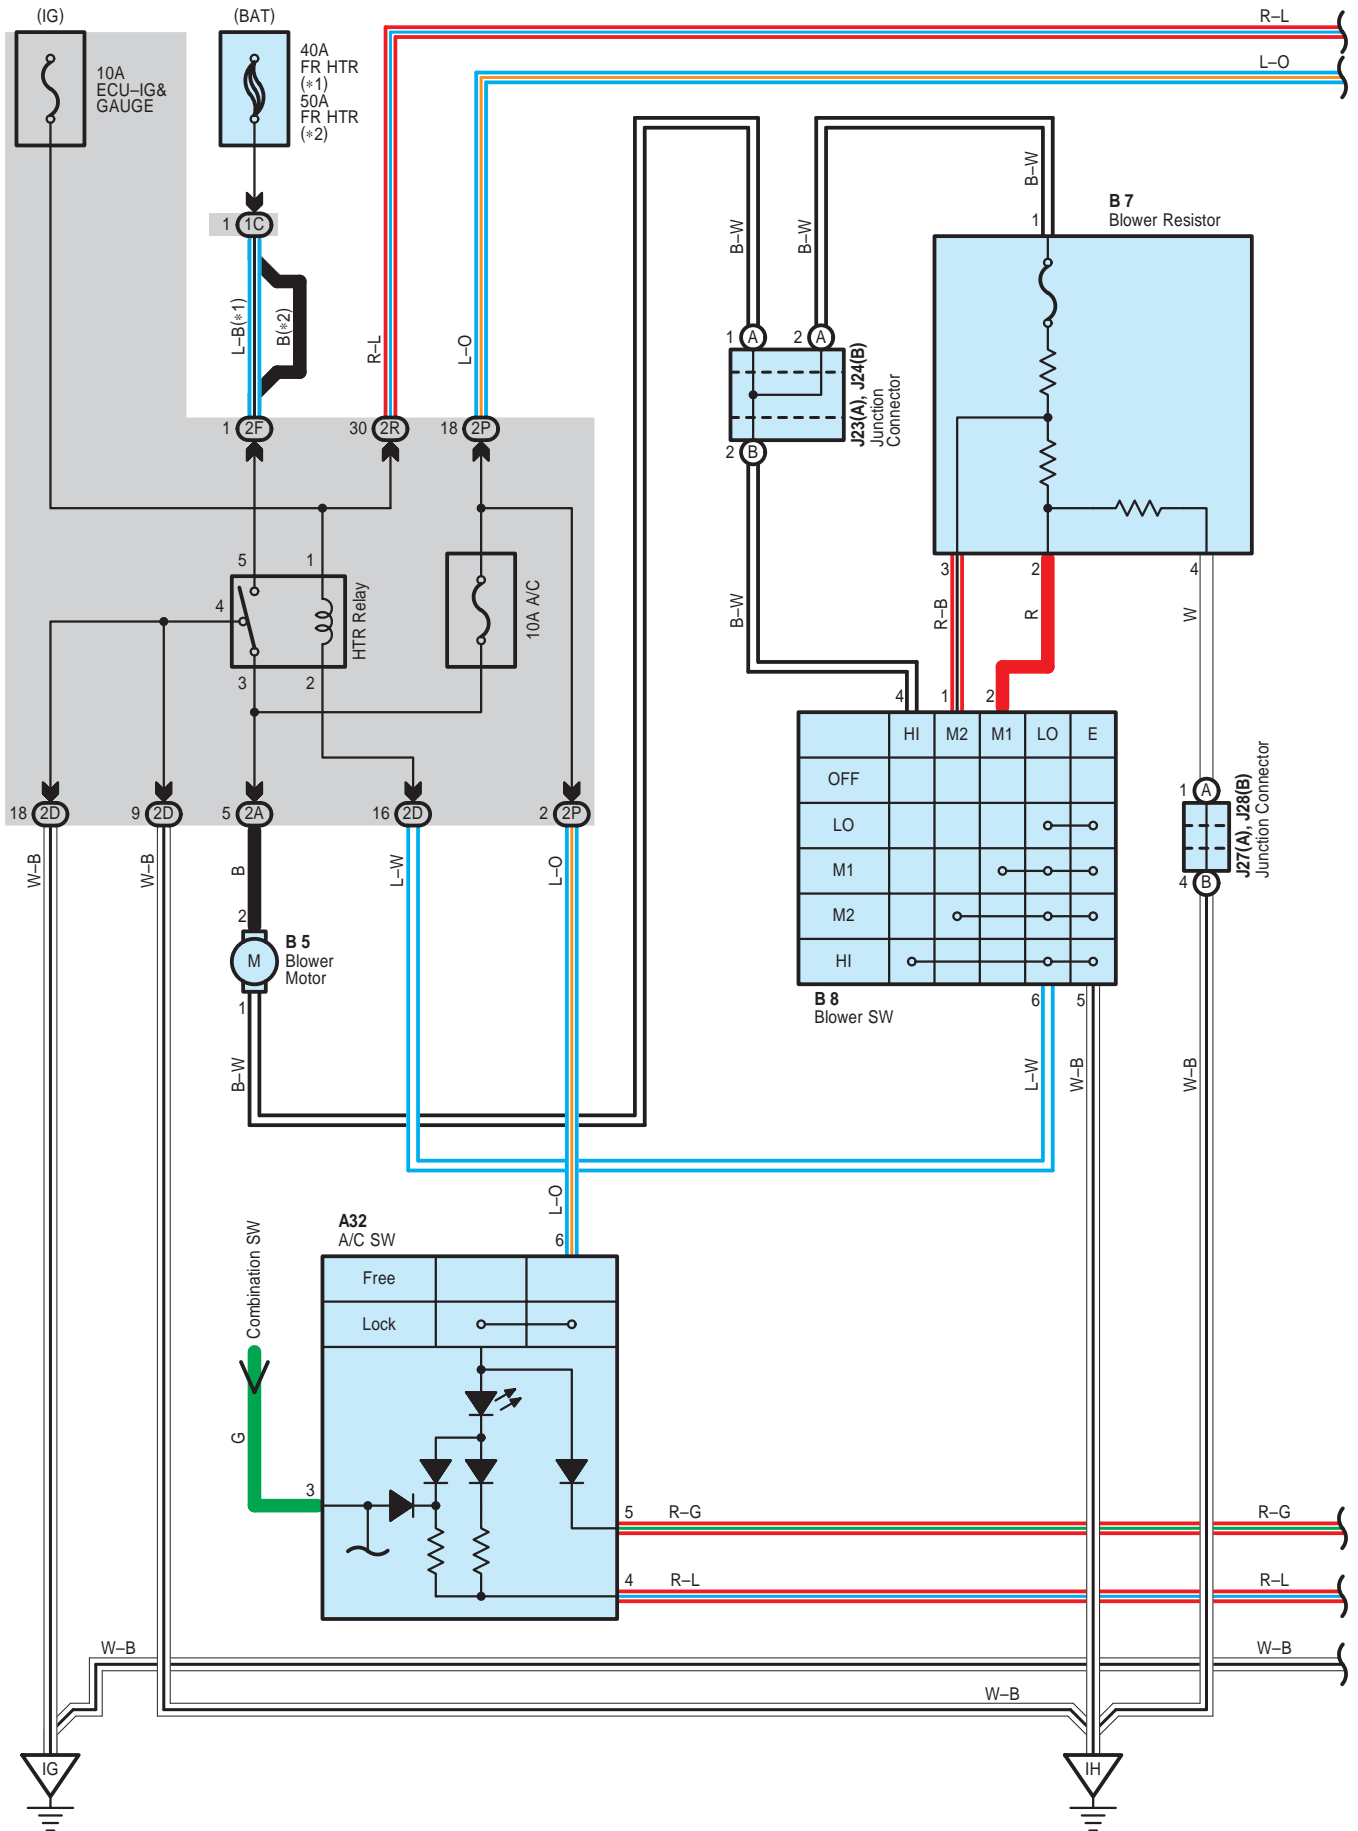 (IG)
(BAT)
R–L
10A
ECU–IG&
GAUGE
40A
FR HTR
(∗1)
50A
FR HTR
(∗2)
L–O
1 1C
L–B(∗1)
B(∗2)
R–L
L–O
B–W
B–W
B–W
B 7
Blower Resistor
1
1 A
2 A
J23(A), J24(B)
Junction
Connector
2 B
1 2F
30 2R
18 2P
5
1
4
HTR Relay
10A A/C
3
2
B–W
3
2
4
R–B
R
W
4
1
2
HI M2 M1 LO E
OFF
LO
M1
M2
HI
B 8
Blower SW
6
5
1 A
J27(A), J28(B)
Junction Connector
4 B
18 2D
9 2D
5 2A
16 2D
2 2P
W–B
W–B
B
L–W
L–O
2
M
B 5
Blower
Motor
1
B–W
L–W
W–B
W–B
L–O
A32
A/C SW
6
Combination SW
Free
Lock
G
3
5
R–G
R–G
4
R–L
R–L
W–B
W–B
W–B
IG
IH